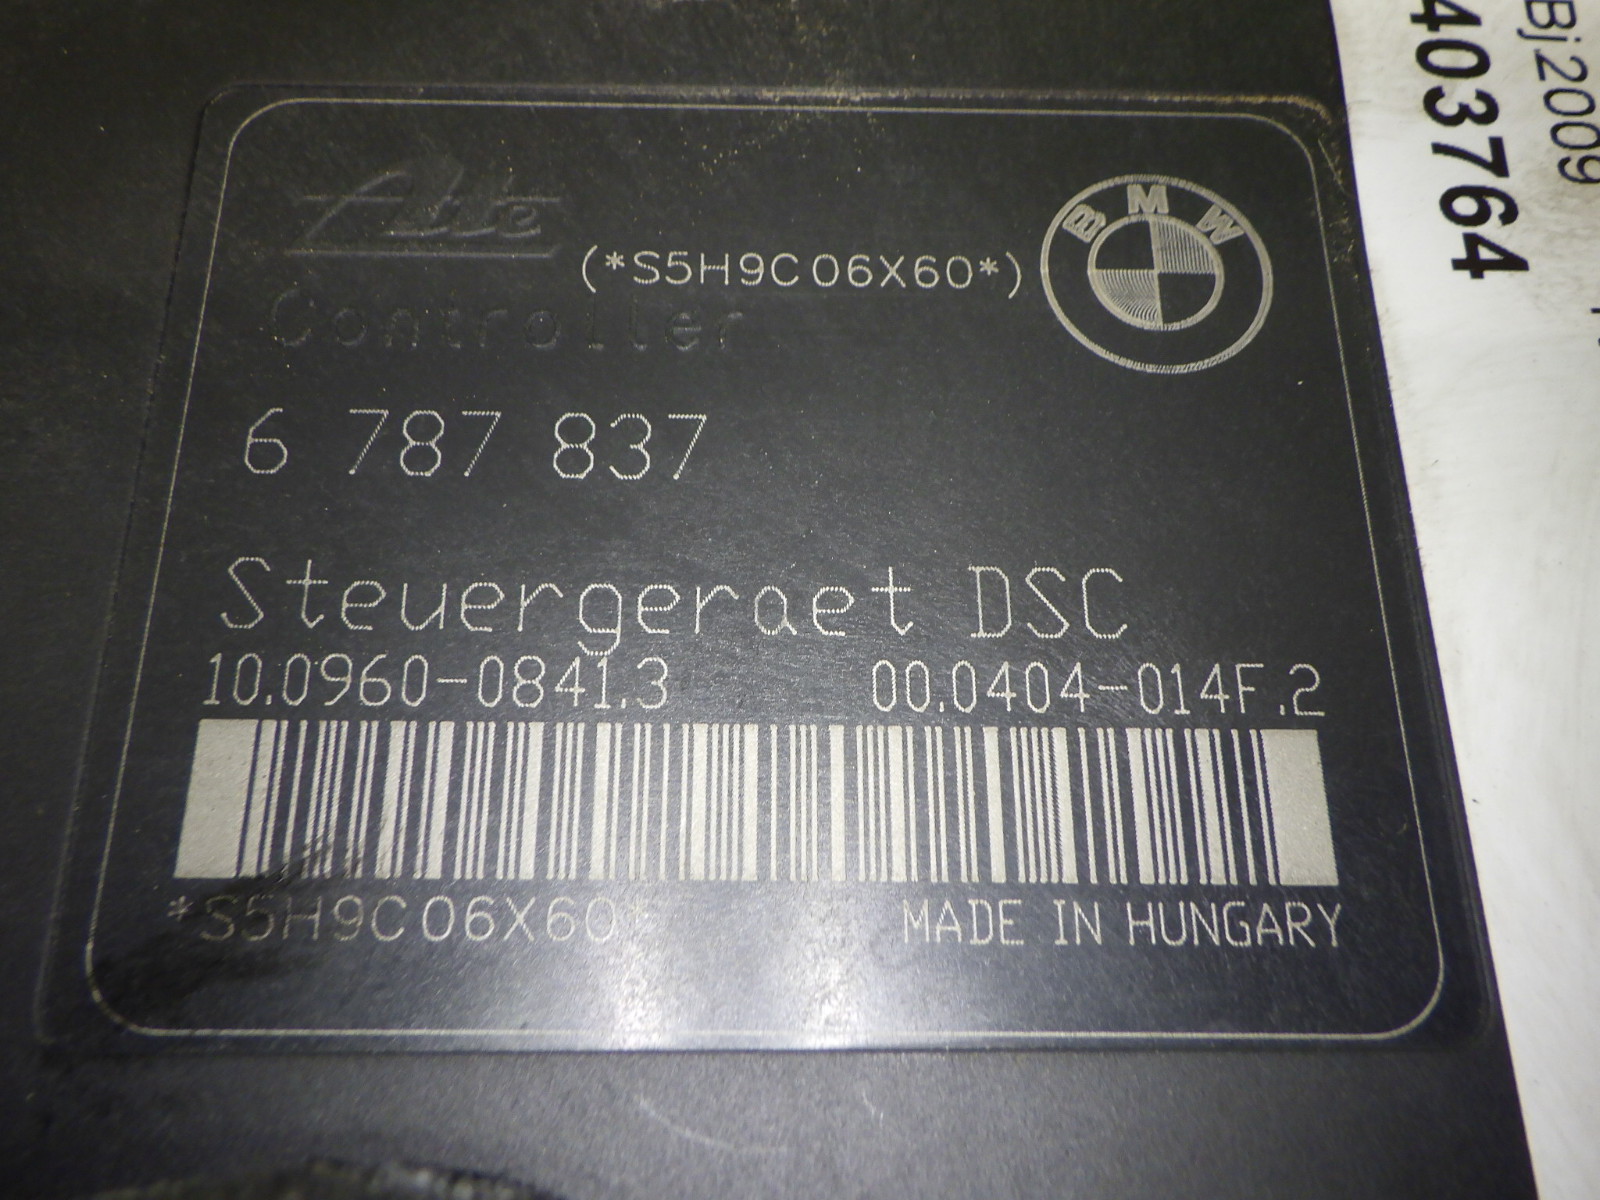 Ate
(*S5H9C06X60*)
BMW
Controller
6 787 837
Steuergeraet DSC
10.0960-0841.3 00.0404-014F.2
*S5H9C06X60*
MADE IN HUNGARY
Bj2009
403764